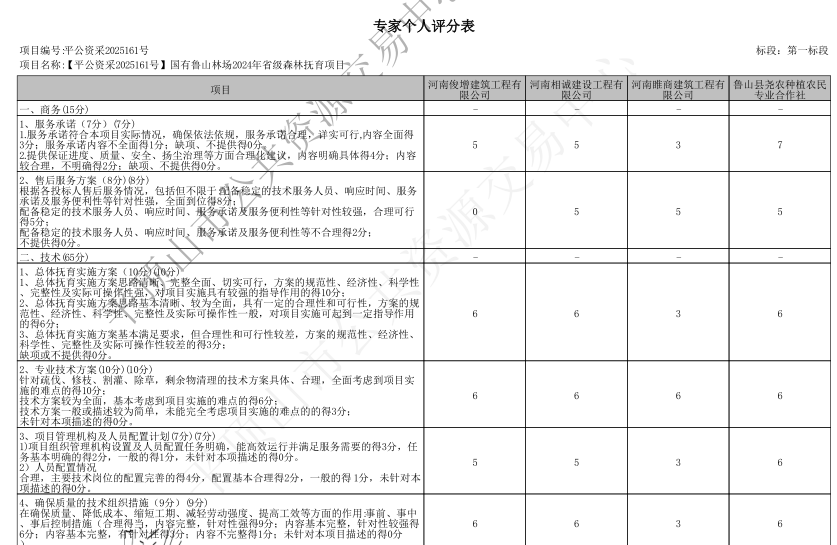 专家个人评分表
项目编号:平公资采2025161号 标段: 第一标段
项目名称:【平公资采2025161号】国有鲁山林场2024年省级森林抚育项目
项目 河南俊增建筑工程有限公司 河南相诚建设工程有限公司 河南睢商建筑工程有限公司 鲁山县尧农种植农民专业合作社
一、商务(15分) - - - -
1、服务承诺（7分）(7分)
1.服务承诺符合本项目实际情况，确保依法依规，服务承诺合理，详实可行,内容全面得
3分；服务承诺内容不全面得1分；缺项、不提供得0分。
2.提供保证进度、质量、安全、扬尘治理等方面合理化建议，内容明确具体得4分；内容
较合理，不明确得2分；缺项、不提供得0分。
5 5 3 7
2、售后服务方案（8分)(8分)
根据各投标人售后服务情况，包括但不限于:配备稳定的技术服务人员、响应时间、服务
承诺及服务便利性等针对性强，全面到位得8分；
配备稳定的技术服务人员、响应时间、服务承诺及服务便利性等针对性较强，合理可行
得5分；
配备稳定的技术服务人员、响应时间、服务承诺及服务便利性等不合理得2分；
不提供得0分。
0 5 5 5
二、技术(65分) - - - -
1、总体抚育实施方案（10分)(10分)
1、总体抚育实施方案思路清晰、完整全面、切实可行，方案的规范性、经济性、科学性
、完整性及实际可操作性强，对项目实施具有较强的指导作用的得10分；
2、总体抚育实施方案思路基本清晰、较为全面，具有一定的合理性和可行性，方案的规
范性、经济性、科学性、完整性及实际可操作性一般，对项目实施可起到一定指导作用
的得6分；
3、总体抚育实施方案基本满足要求，但合理性和可行性较差，方案的规范性、经济性、
科学性、完整性及实际可操作性较差的得3分；
缺项或不提供得0分。
6 6 3 6
2、专业技术方案(10分)(10分)
针对疏伐、修枝、割灌、除草，剩余物清理的技术方案具体、合理，全面考虑到项目实
施的难点的得10分；
技术方案较为全面，基本考虑到项目实施的难点的得6分；
技术方案一般或描述较为简单，未能完全考虑项目实施的难点的的得3分；
未针对本项描述的得0分。
6 6 6 6
3、项目管理机构及人员配置计划(7分)(7分)
1)项目组织管理机构设置及人员配置任务明确，能高效运行并满足服务需要的得3分，任
务基本明确的得2分，一般的得1分，未针对本项描述的得0分。
2）人员配置情况
合理，主要技术岗位的配置完善的得4分，配置基本合理得2分，一般的得1分，未针对本
项描述的得0分。
5 5 3 6
4、确保质量的技术组织措施（9分）(9分)
在确保质量、降低成本、缩短工期、减轻劳动强度、提高工效等方面的作用:事前、事中
、事后控制措施（合理得当，内容完整，针对性强得9分；内容基本完整，针对性较强得
6分；内容基本完整，有针对性得3分；内容不完整得1分；未针对本项目描述的得0分
6 6 3 6
平顶山市公共资源交易中心
平顶山市公共资源交易中心